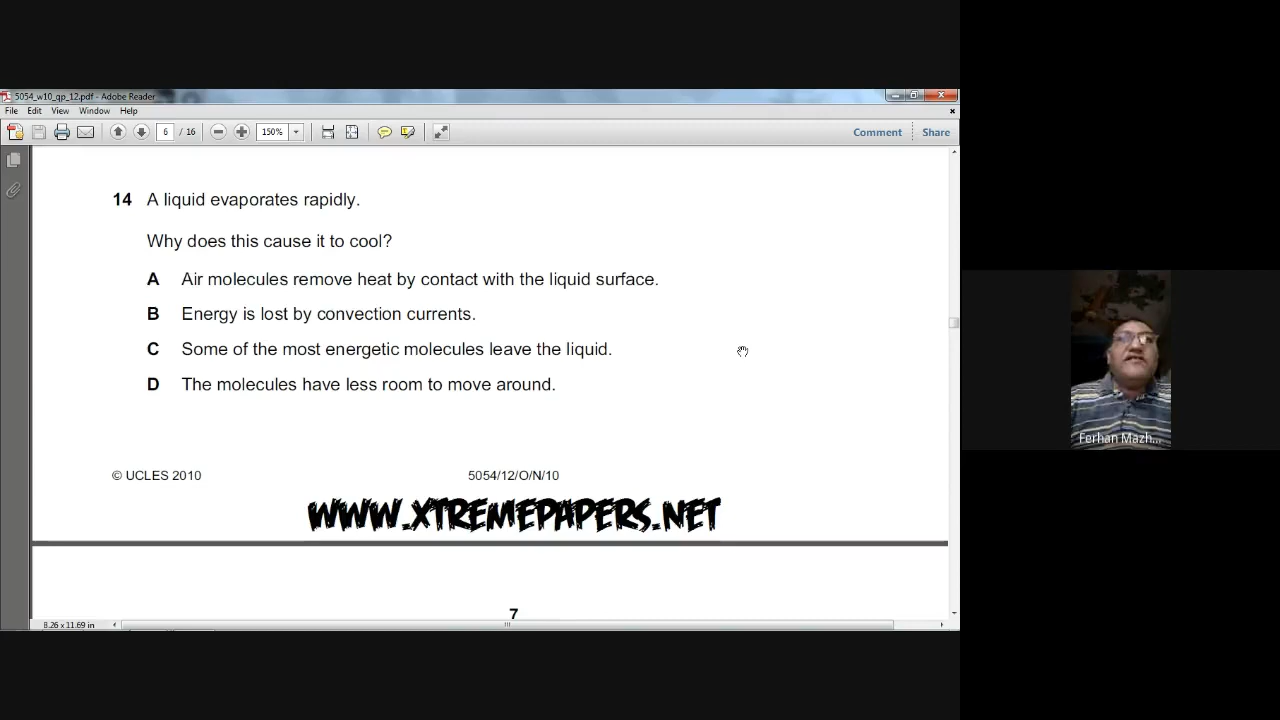 5054_w10_qp_12.pdf - Adobe Reader
File Edit View Window Help
6 / 16 150% Comment Share
14 A liquid evaporates rapidly.
Why does this cause it to cool?
A Air molecules remove heat by contact with the liquid surface.
B Energy is lost by convection currents.
C Some of the most energetic molecules leave the liquid.
D The molecules have less room to move around.
Ferhan Mazh...
© UCLES 2010 5054/12/O/N/10
WWW.XTREMEPAPERS.NET
7
8.26 x 11.69 in